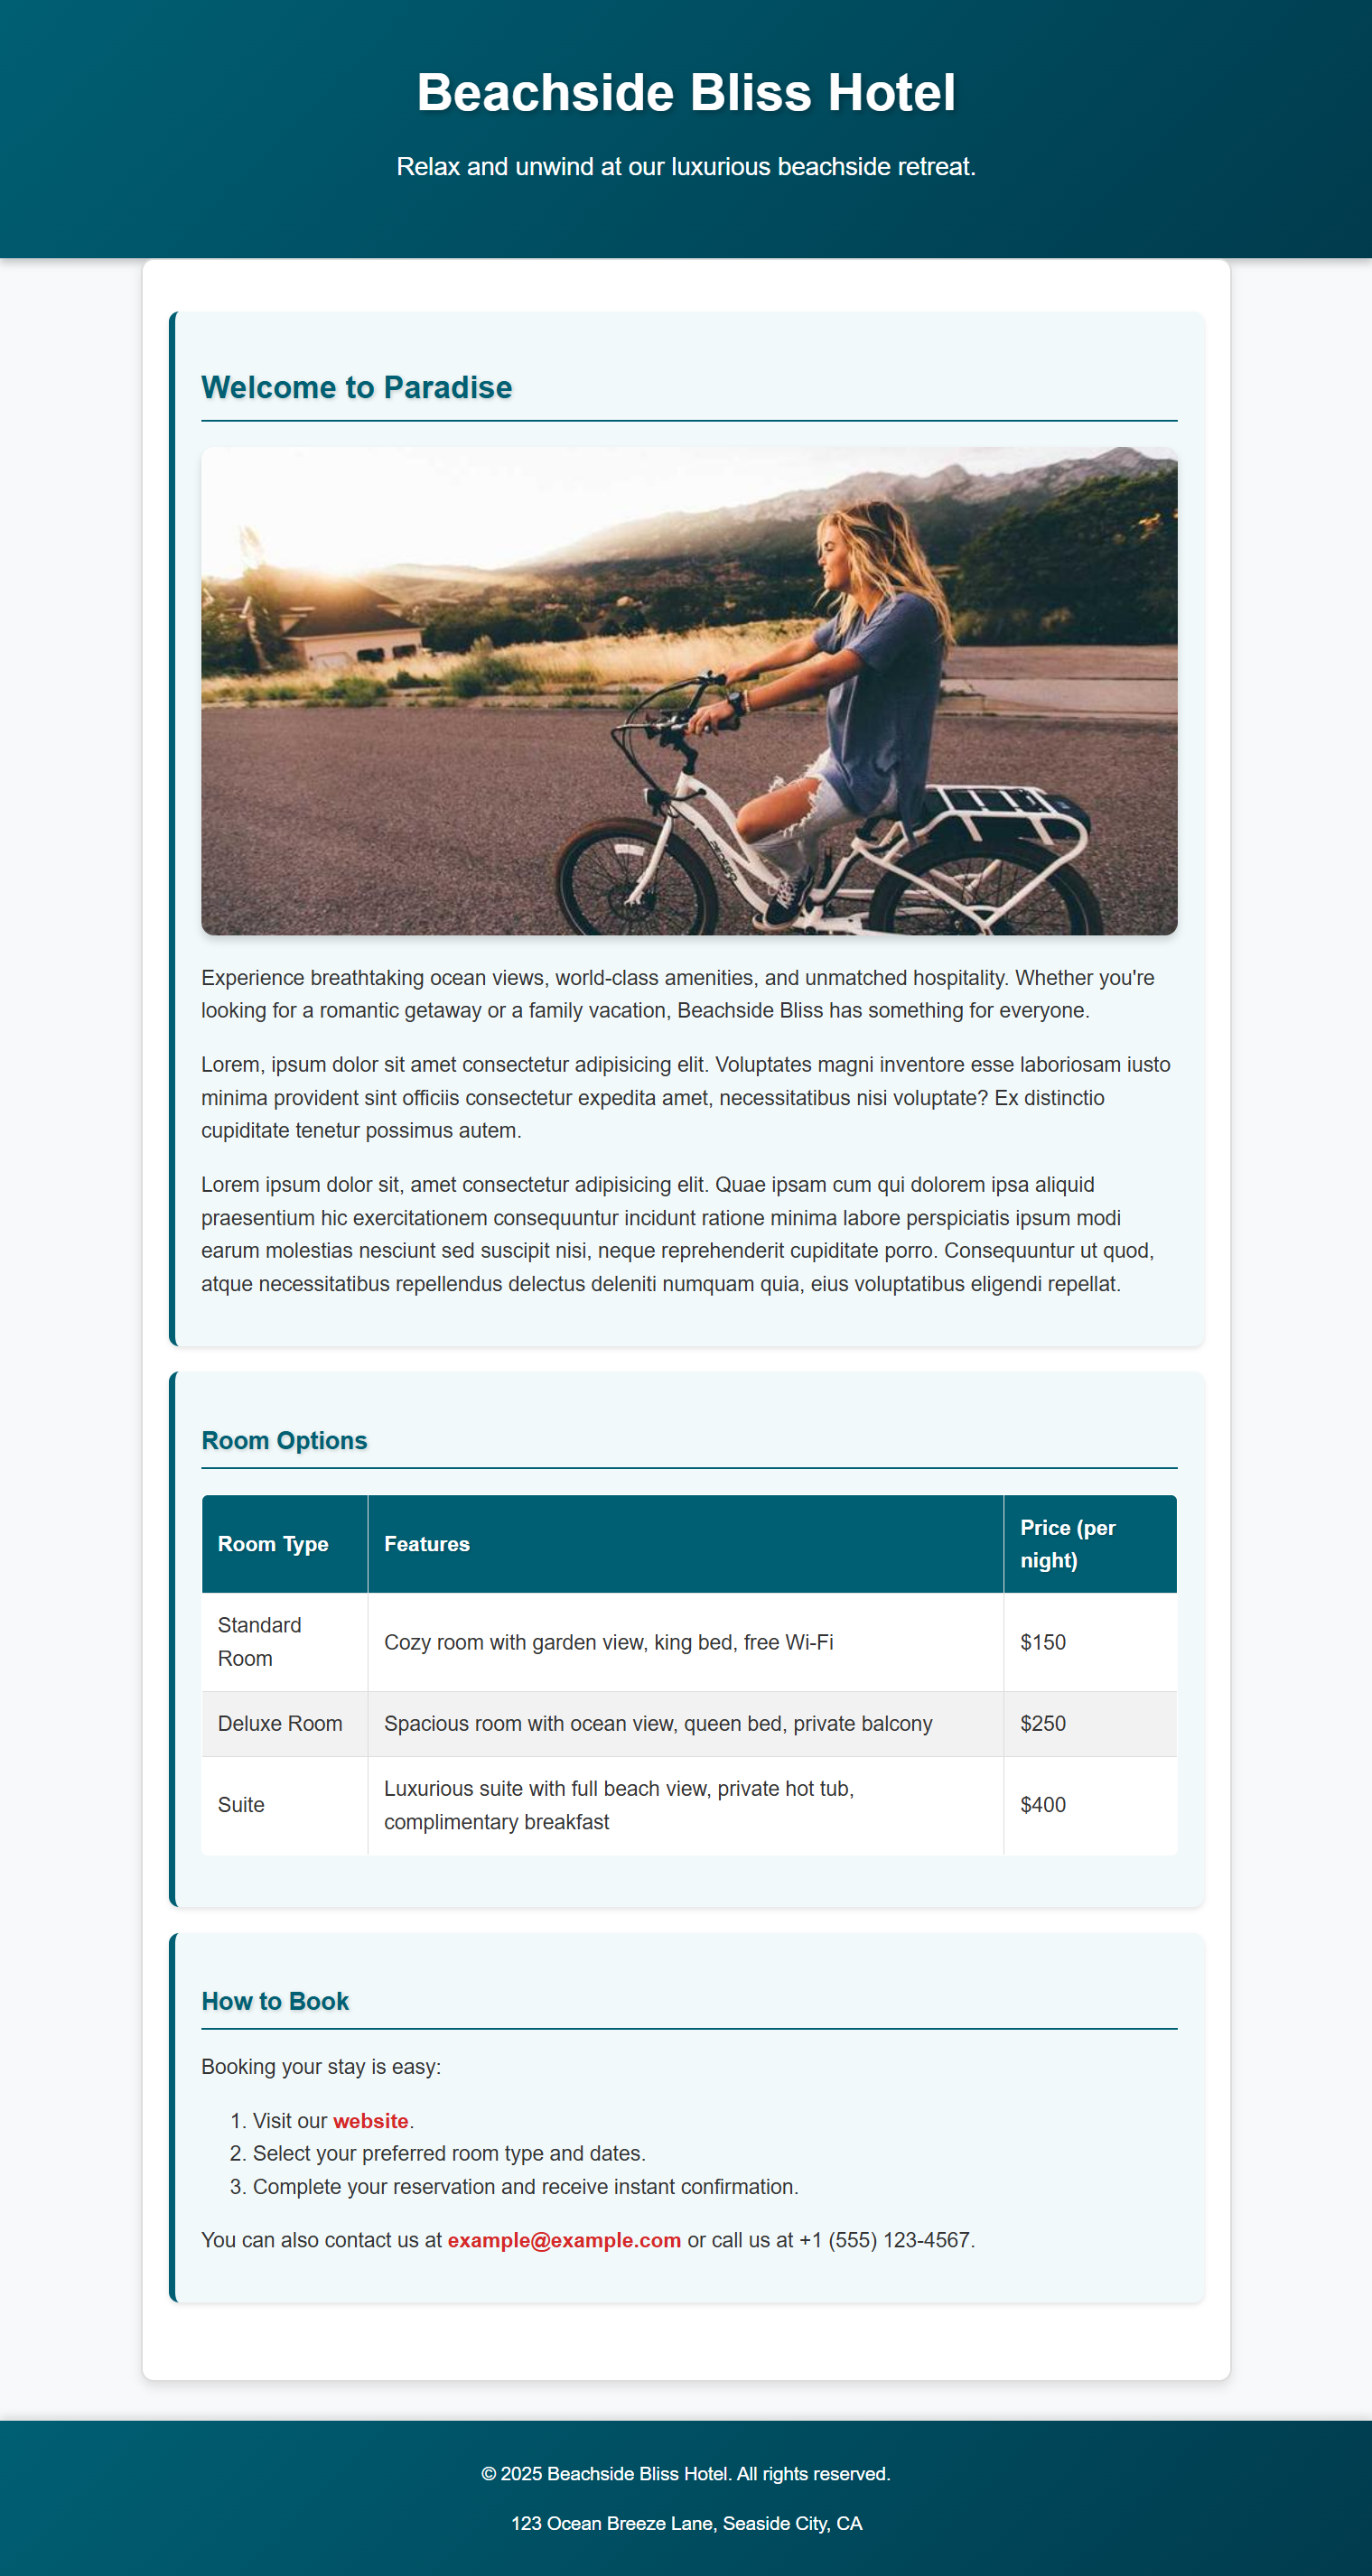 Beachside Bliss Hotel
Relax and unwind at our luxurious beachside retreat.
Welcome to Paradise
Experience breathtaking ocean views, world-class amenities, and unmatched hospitality. Whether you're
looking for a romantic getaway or a family vacation, Beachside Bliss has something for everyone.
Lorem, ipsum dolor sit amet consectetur adipisicing elit. Voluptates magni inventore esse laboriosam iusto
minima provident sint officiis consectetur expedita amet, necessitatibus nisi voluptate? Ex distinctio
cupiditate tenetur possimus autem.
Lorem ipsum dolor sit, amet consectetur adipisicing elit. Quae ipsam cum qui dolorem ipsa aliquid
praesentium hic exercitationem consequuntur incidunt ratione minima labore perspiciatis ipsum modi
earum molestias nesciunt sed suscipit nisi, neque reprehenderit cupiditate porro. Consequuntur ut quod,
atque necessitatibus repellendus delectus deleniti numquam quia, eius voluptatibus eligendi repellat.
Room Options
Room Type Features Price (per
night)
Standard
Room Cozy room with garden view, king bed, free Wi-Fi $150
Deluxe Room Spacious room with ocean view, queen bed, private balcony $250
Suite Luxurious suite with full beach view, private hot tub,
complimentary breakfast $400
How to Book
Booking your stay is easy:
1. Visit our website.
2. Select your preferred room type and dates.
3. Complete your reservation and receive instant confirmation.
You can also contact us at example@example.com or call us at +1 (555) 123-4567.
© 2025 Beachside Bliss Hotel. All rights reserved.
123 Ocean Breeze Lane, Seaside City, CA